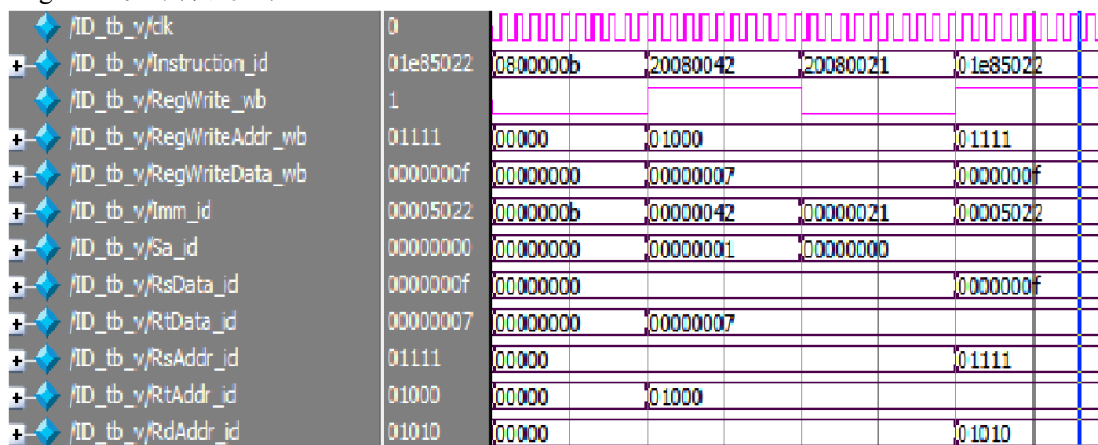 /ID_tb_v/clk 0
/ID_tb_v/Instruction_id 01e85022 0800000b 20080042 20080021 01e85022
/ID_tb_v/RegWrite_wb 1
/ID_tb_v/RegWriteAddr_wb 01111 00000 01000 01111
/ID_tb_v/RegWriteData_wb 0000000f 00000000 00000007 0000000f
/ID_tb_v/Imm_id 00005022 0000000b 00000042 00000021 00005022
/ID_tb_v/Sa_id 00000000 00000000 00000001 00000000
/ID_tb_v/RsData_id 0000000f 00000000 0000000f
/ID_tb_v/RtData_id 00000007 00000000 00000007
/ID_tb_v/RsAddr_id 01111 00000 01111
/ID_tb_v/RtAddr_id 01000 00000 01000
/ID_tb_v/RdAddr_id 01010 00000 01010